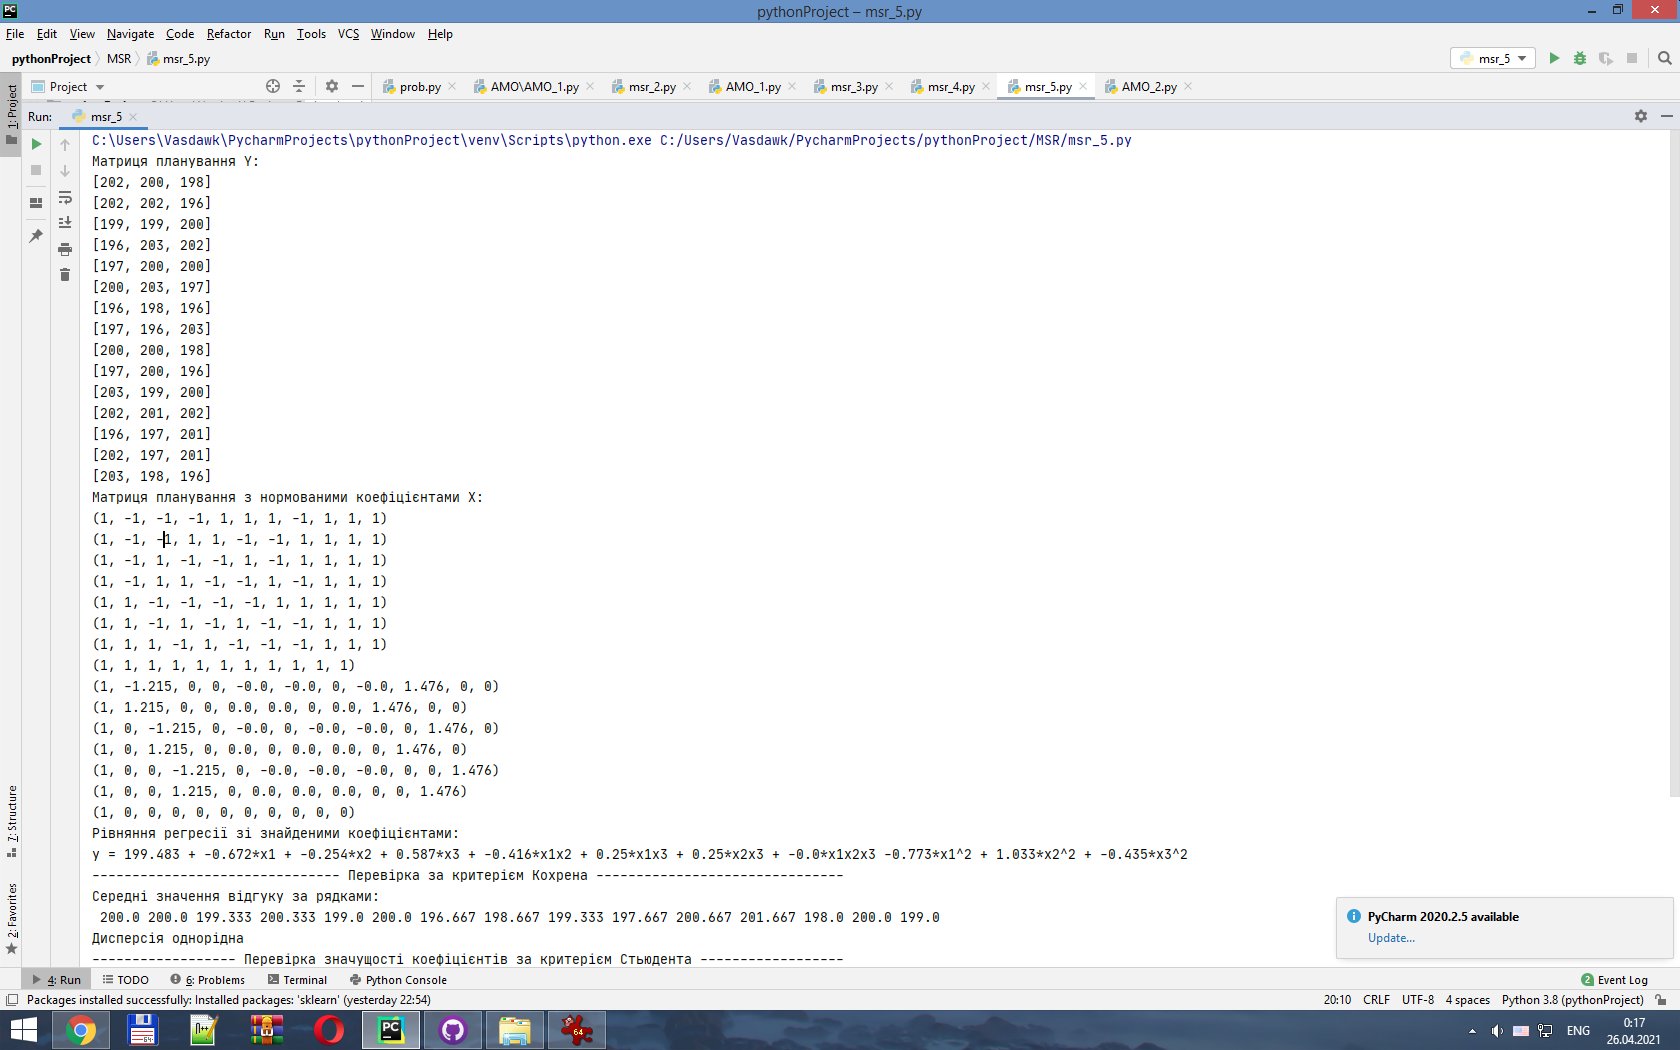 pythonProject – msr_5.py
File Edit View Navigate Code Refactor Run Tools VCS Window Help
pythonProject MSR msr_5.py msr_5
Project prob.py AMO\AMO_1.py msr_2.py AMO_1.py msr_3.py msr_4.py msr_5.py AMO_2.py
1: Project
Run: msr_5
C:\Users\Vasdawk\PycharmProjects\pythonProject\venv\Scripts\python.exe C:/Users/Vasdawk/PycharmProjects/pythonProject/MSR/msr_5.py
Матриця планування Y:
[202, 200, 198]
[202, 202, 196]
[199, 199, 200]
[196, 203, 202]
[197, 200, 200]
[200, 203, 197]
[196, 198, 196]
[197, 196, 203]
[200, 200, 198]
[197, 200, 196]
[203, 199, 200]
[202, 201, 202]
[196, 197, 201]
[202, 197, 201]
[203, 198, 196]
Матриця планування з нормованими коефіцієнтами X:
(1, -1, -1, -1, 1, 1, 1, -1, 1, 1, 1)
(1, -1, -1, 1, 1, -1, -1, 1, 1, 1, 1)
(1, -1, 1, -1, -1, 1, -1, 1, 1, 1, 1)
(1, -1, 1, 1, -1, -1, 1, -1, 1, 1, 1)
(1, 1, -1, -1, -1, -1, 1, 1, 1, 1, 1)
(1, 1, -1, 1, -1, 1, -1, -1, 1, 1, 1)
(1, 1, 1, -1, 1, -1, -1, -1, 1, 1, 1)
(1, 1, 1, 1, 1, 1, 1, 1, 1, 1, 1)
(1, -1.215, 0, 0, -0.0, -0.0, 0, -0.0, 1.476, 0, 0)
(1, 1.215, 0, 0, 0.0, 0.0, 0, 0.0, 1.476, 0, 0)
(1, 0, -1.215, 0, -0.0, 0, -0.0, -0.0, 0, 1.476, 0)
(1, 0, 1.215, 0, 0.0, 0, 0.0, 0.0, 0, 1.476, 0)
(1, 0, 0, -1.215, 0, -0.0, -0.0, -0.0, 0, 0, 1.476)
(1, 0, 0, 1.215, 0, 0.0, 0.0, 0.0, 0, 0, 1.476)
(1, 0, 0, 0, 0, 0, 0, 0, 0, 0, 0)
Рівняння регресії зі знайденими коефіцієнтами:
y = 199.483 + -0.672*x1 + -0.254*x2 + 0.587*x3 + -0.416*x1x2 + 0.25*x1x3 + 0.25*x2x3 + -0.0*x1x2x3 -0.773*x1^2 + 1.033*x2^2 + -0.435*x3^2
------------------------------- Перевірка за критерієм Кохрена -------------------------------
Середні значення відгуку за рядками:
200.0 200.0 199.333 200.333 199.0 200.0 196.667 198.667 199.333 197.667 200.667 201.667 198.0 200.0 199.0
Дисперсія однорідна
------------------ Перевірка значущості коефіцієнтів за критерієм Стьюдента ------------------
7: Structure
2: Favorites
PyCharm 2020.2.5 available
Update...
4: Run TODO 6: Problems Terminal Python Console 2 Event Log
Packages installed successfully: Installed packages: 'sklearn' (yesterday 22:54) 20:10 CRLF UTF-8 4 spaces Python 3.8 (pythonProject)
ENG 0:17
26.04.2021